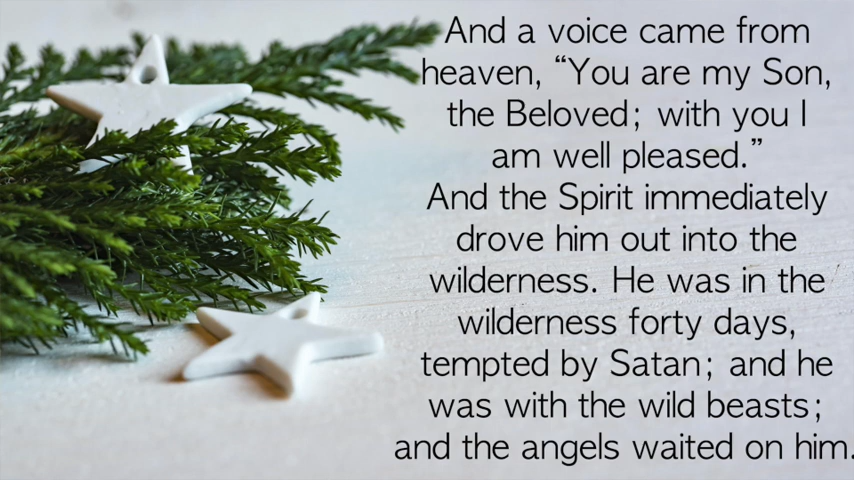 And a voice came from
heaven, “You are my Son,
the Beloved; with you I
am well pleased.”
And the Spirit immediately
drove him out into the
wilderness. He was in the
wilderness forty days,
tempted by Satan; and he
was with the wild beasts;
and the angels waited on him.